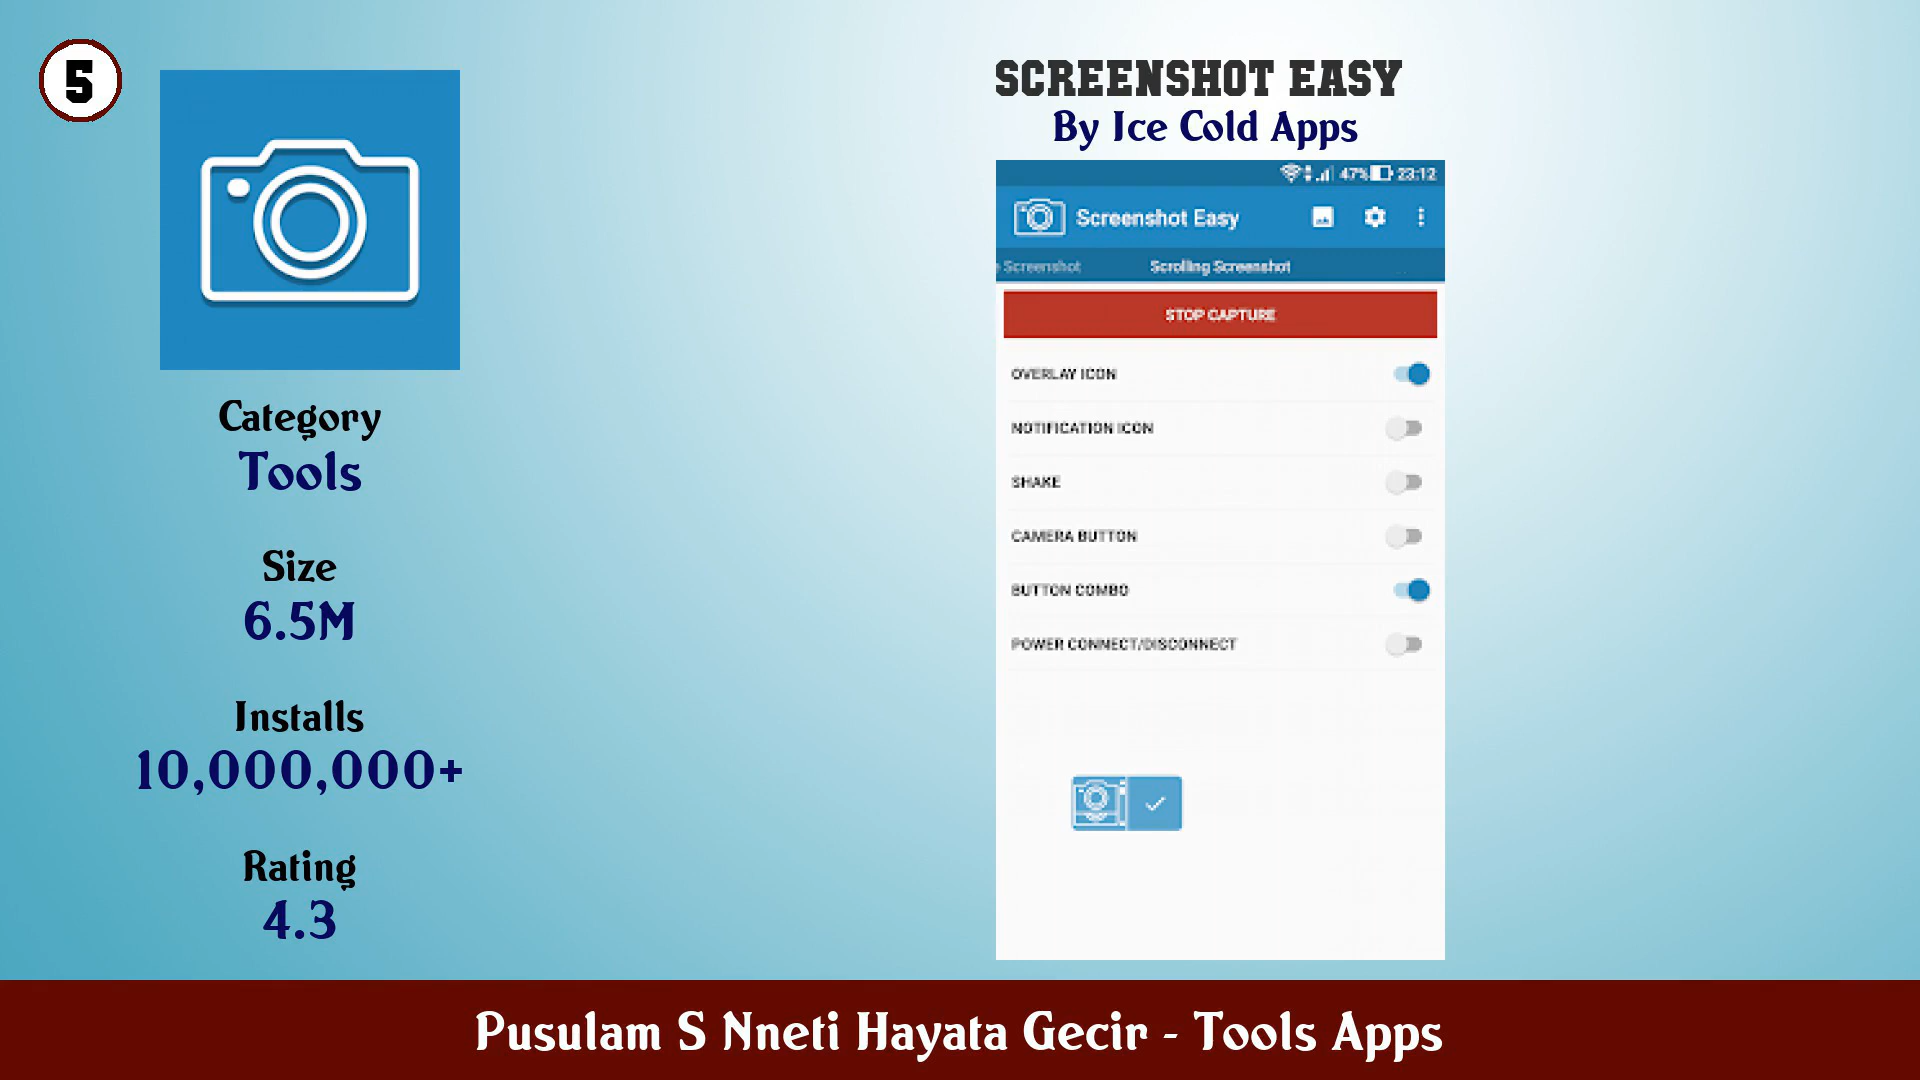 5
SCREENSHOT EASY
By Ice Cold Apps
47% 23:12
Screenshot Easy
e Screenshot Scrolling Screenshot
STOP CAPTURE
OVERLAY ICON
NOTIFICATION ICON
SHAKE
CAMERA BUTTON
BUTTON COMBO
POWER CONNECT/DISCONNECT
Category
Tools
Size
6.5M
Installs
10,000,000+
Rating
4.3
Pusulam S Nneti Hayata Gecir - Tools Apps